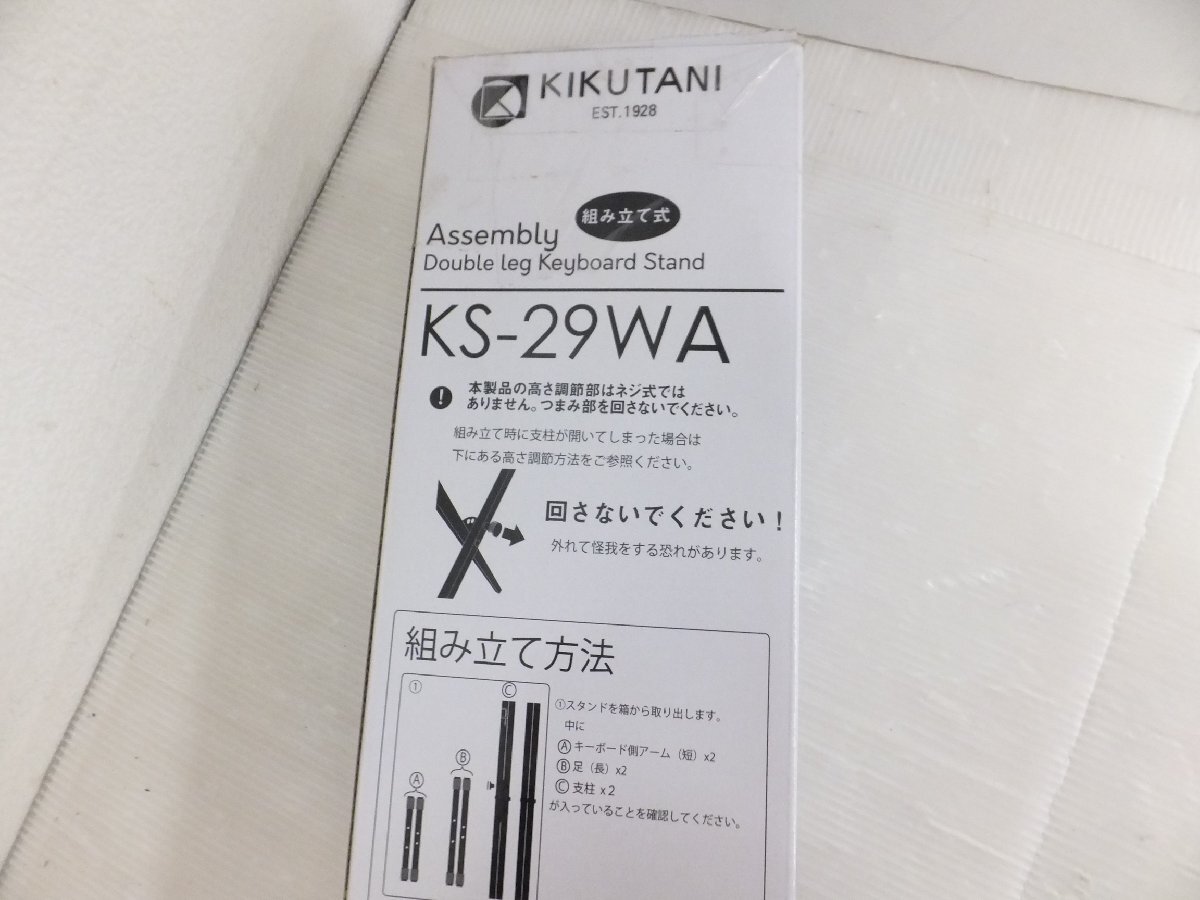 KIKUTANI
EST.1928
組み立て式
Assembly
Double leg Keyboard Stand
KS-29WA
本製品の高さ調節部はネジ式では
ありません。つまみ部を回さないでください。
組み立て時に支柱が開いてしまった場合は
下にある高さ調節方法をご参照ください。
回さないでください!
外れて怪我をする恐れがあります。
組み立て方法
①
Ⓐ
Ⓑ
Ⓒ
①スタンドを箱から取り出します。
中に
Ⓐキーボード側アーム（短）x2
Ⓑ足（長）x2
Ⓒ支柱 x2
が入っていることを確認してください。